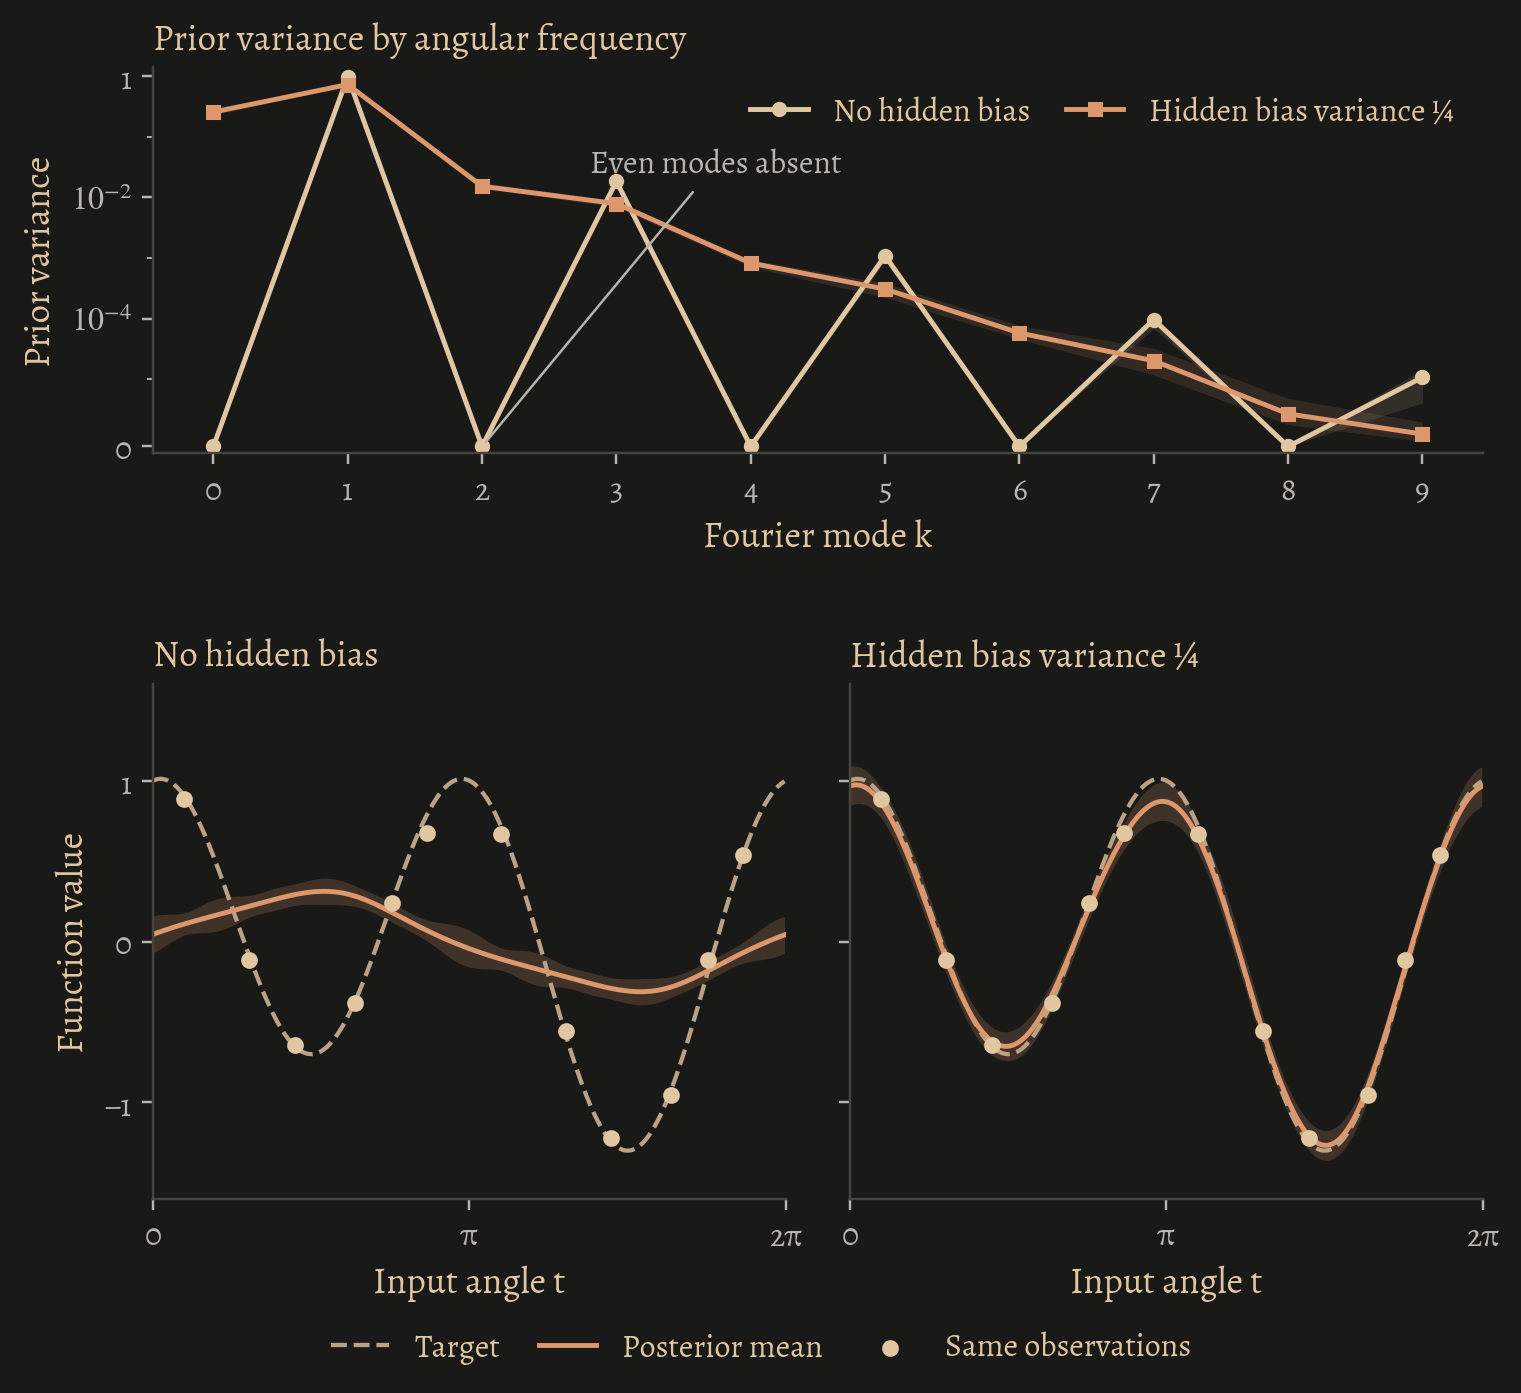 Prior variance by angular frequency
No hidden bias
Hidden bias variance ¼
Even modes absent
Prior variance
1
10⁻²
10⁻⁴
0
0 1 2 3 4 5 6 7 8 9
Fourier mode k
No hidden bias
Hidden bias variance ¼
Function value
1
0
−1
0 π 2π
0 π 2π
Input angle t
Input angle t
Target
Posterior mean
Same observations